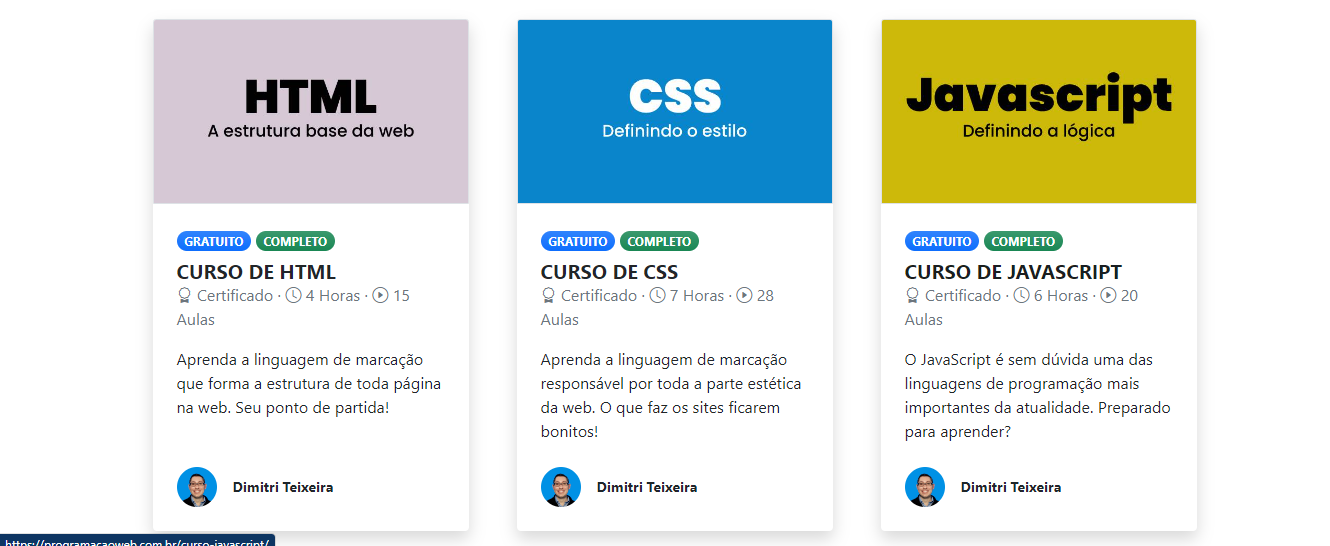 HTML
A estrutura base da web
GRATUITO COMPLETO
CURSO DE HTML
Certificado · 4 Horas · 15
Aulas
Aprenda a linguagem de marcação
que forma a estrutura de toda página
na web. Seu ponto de partida!
Dimitri Teixeira
CSS
Definindo o estilo
GRATUITO COMPLETO
CURSO DE CSS
Certificado · 7 Horas · 28
Aulas
Aprenda a linguagem de marcação
responsável por toda a parte estética
da web. O que faz os sites ficarem
bonitos!
Dimitri Teixeira
Javascript
Definindo a lógica
GRATUITO COMPLETO
CURSO DE JAVASCRIPT
Certificado · 6 Horas · 20
Aulas
O JavaScript é sem dúvida uma das
linguagens de programação mais
importantes da atualidade. Preparado
para aprender?
Dimitri Teixeira
https://programacaoweb.com.br/curso-javascript/